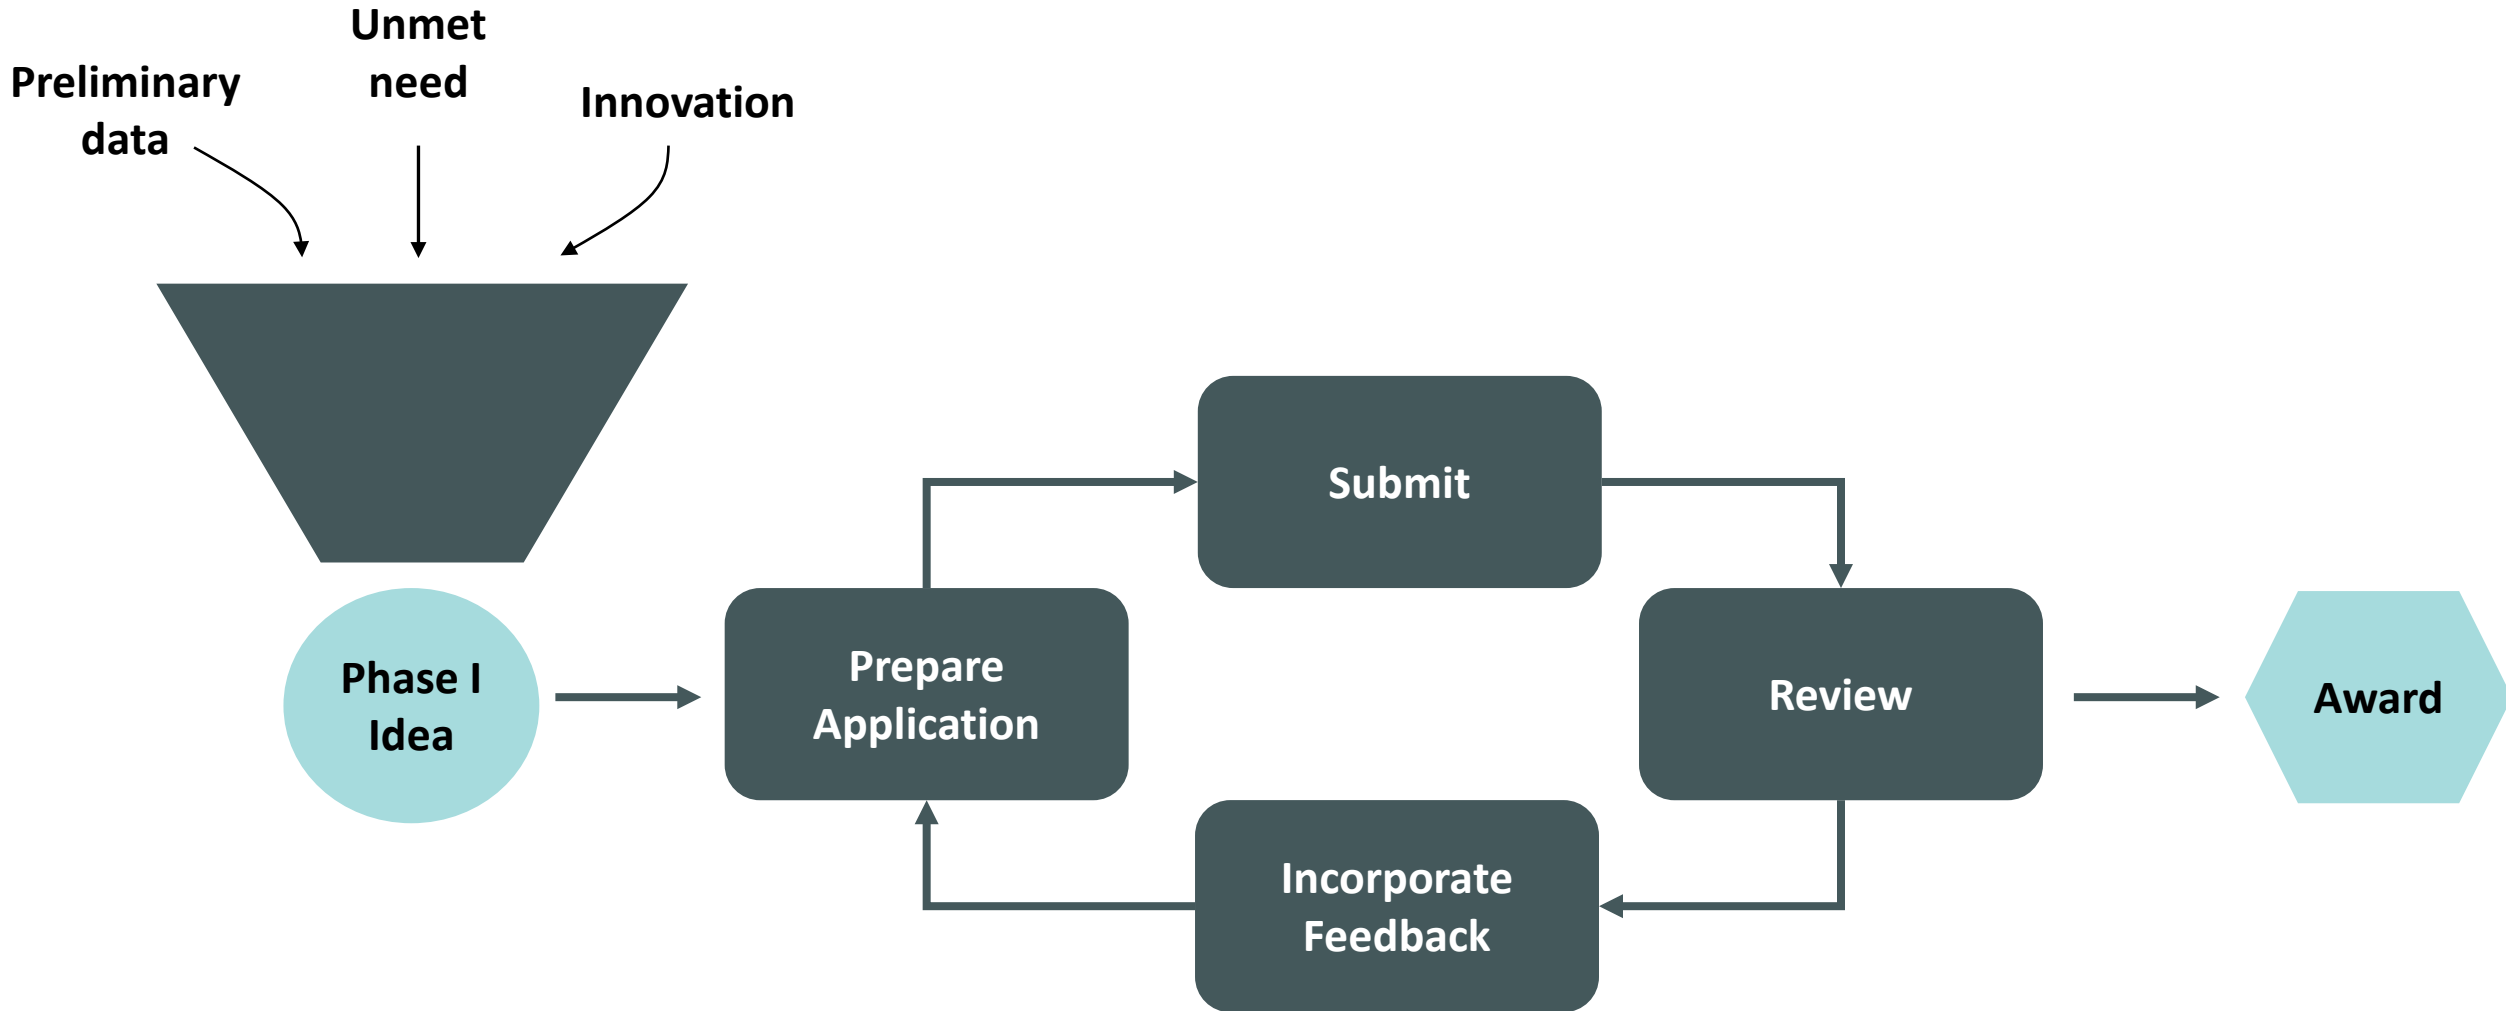 Preliminary
data
Unmet
need
Innovation
Phase I
Idea
Prepare
Application
Submit
Review
Incorporate
Feedback
Award